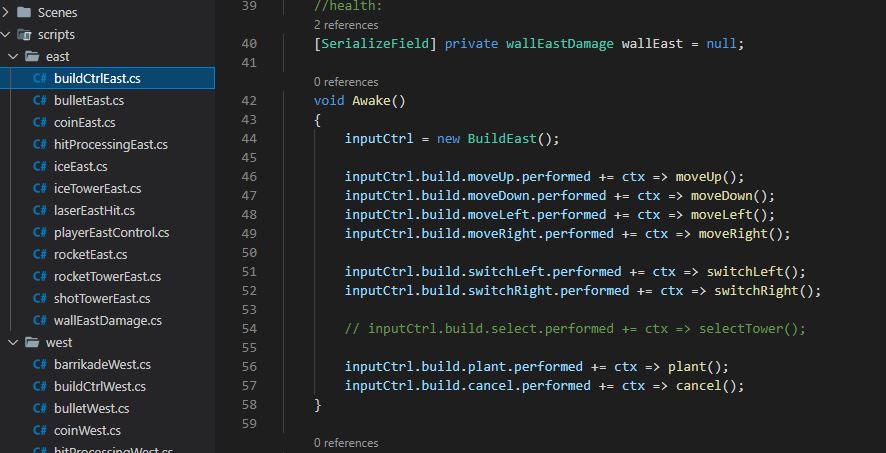 Scenes
scripts
east
C# buildCtrlEast.cs
C# bulletEast.cs
C# coinEast.cs
C# hitProcessingEast.cs
C# iceEast.cs
C# iceTowerEast.cs
C# laserEastHit.cs
C# playerEastControl.cs
C# rocketEast.cs
C# rocketTowerEast.cs
C# shotTowerEast.cs
C# wallEastDamage.cs
west
C# barrikadeWest.cs
C# buildCtrlWest.cs
C# bulletWest.cs
C# coinWest.cs
C# hitProcessingWest.cs
39 //health:
2 references
40 [SerializeField] private wallEastDamage wallEast = null;
41
0 references
42 void Awake()
43 {
44 inputCtrl = new BuildEast();
45
46 inputCtrl.build.moveUp.performed += ctx => moveUp();
47 inputCtrl.build.moveDown.performed += ctx => moveDown();
48 inputCtrl.build.moveLeft.performed += ctx => moveLeft();
49 inputCtrl.build.moveRight.performed += ctx => moveRight();
50
51 inputCtrl.build.switchLeft.performed += ctx => switchLeft();
52 inputCtrl.build.switchRight.performed += ctx => switchRight();
53
54 // inputCtrl.build.select.performed += ctx => selectTower();
55
56 inputCtrl.build.plant.performed += ctx => plant();
57 inputCtrl.build.cancel.performed += ctx => cancel();
58 }
59
0 references